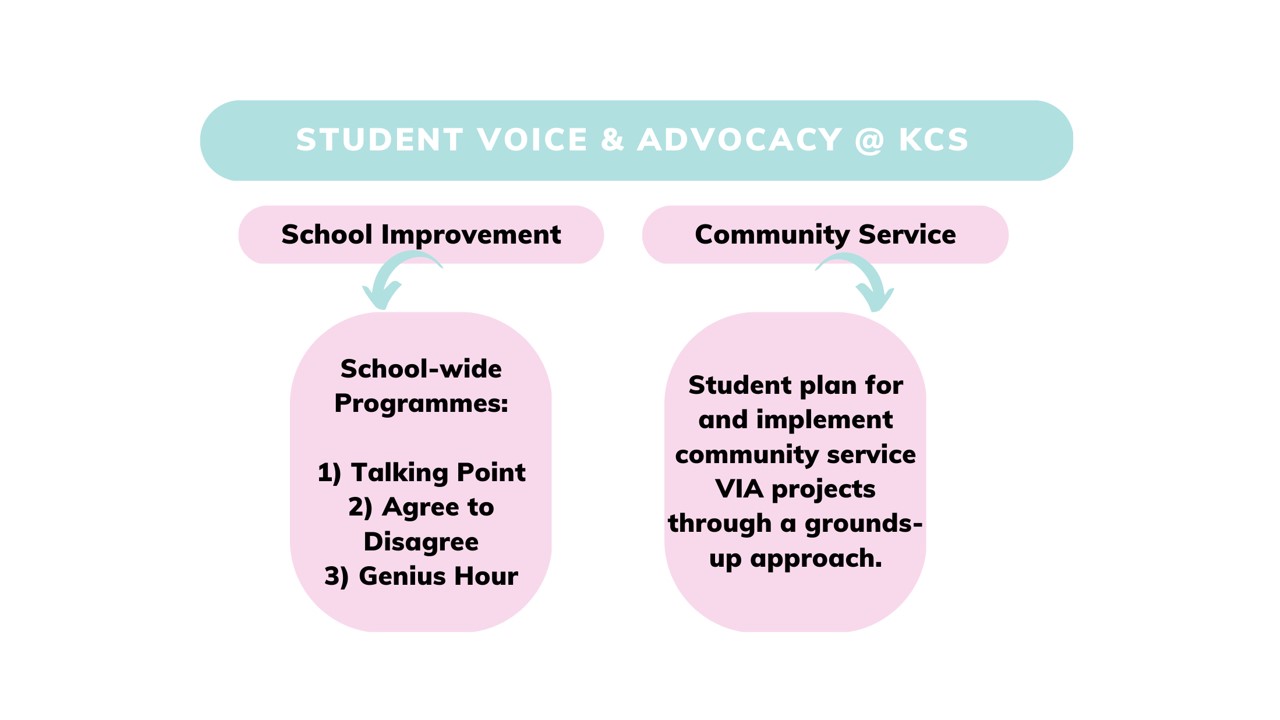 STUDENT VOICE & ADVOCACY @ KCS
School Improvement
School-wide
Programmes:
1) Talking Point
2) Agree to
Disagree
3) Genius Hour
Community Service
Student plan for
and implement
community service
VIA projects
through a grounds-
up approach.